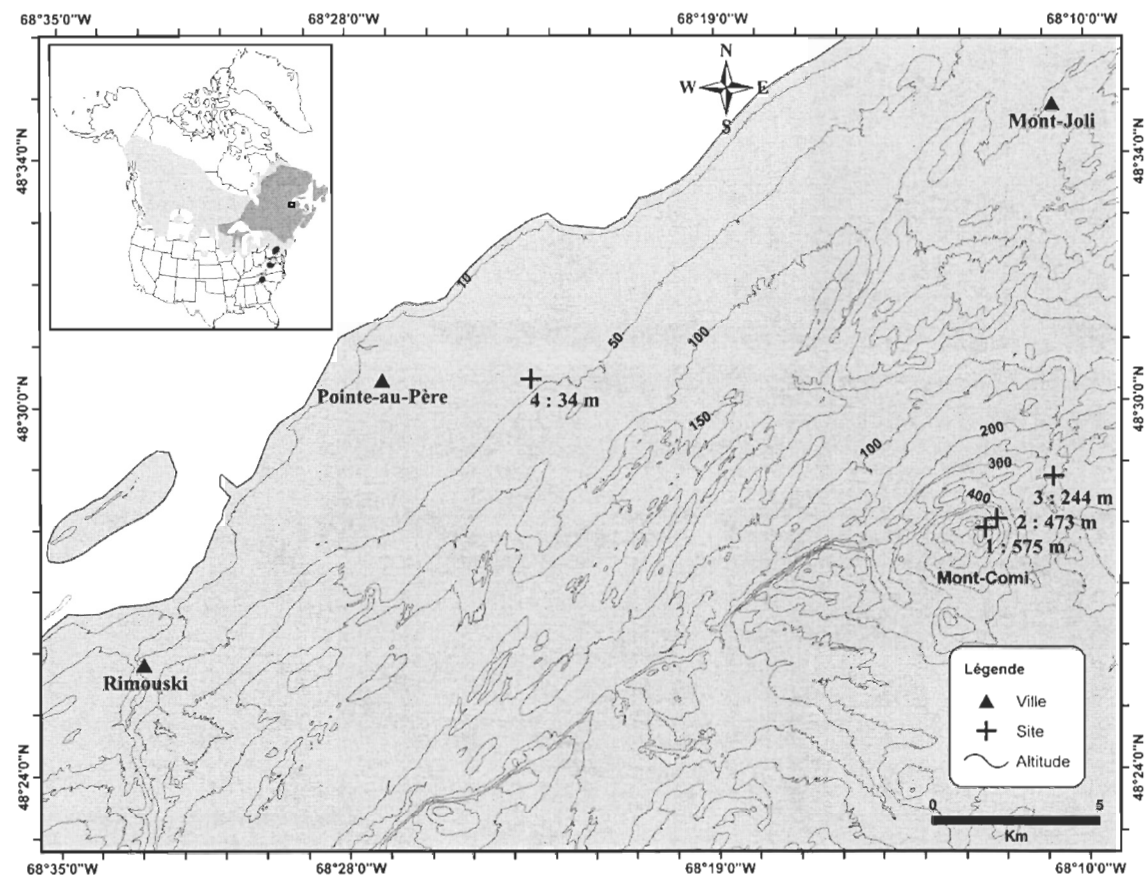 68°35'0"W 68°28'0"W 68°19'0"W 68°10'0"W
N
W E
S
Mont-Joli
48°34'0"N 48°34'0"N
10
50
100
Pointe-au-Père
4 : 34 m
48°30'0"N 48°30'0"N
150
100
200
300
400
3 : 244 m
2 : 473 m
1 : 575 m
Mont-Comi
Rimouski
Légende
Ville
Site
Altitude
48°24'0"N 48°24'0"N
0 5
Km
68°35'0"W 68°28'0"W 68°19'0"W 68°10'0"W